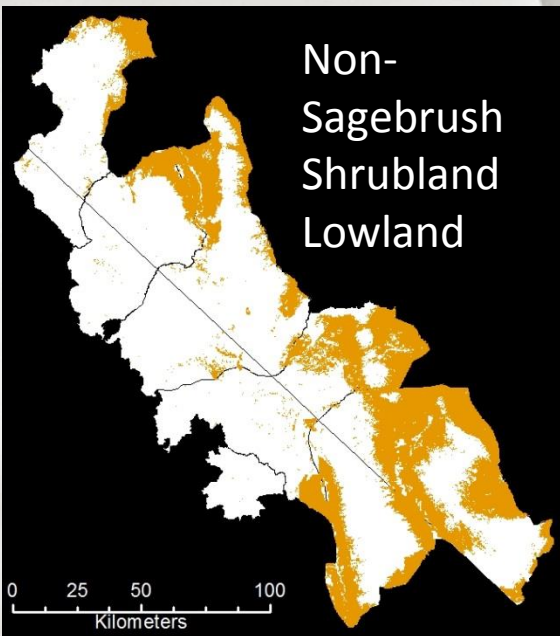 Non-
Sagebrush
Shrubland
Lowland
0 25 50 100
Kilometers